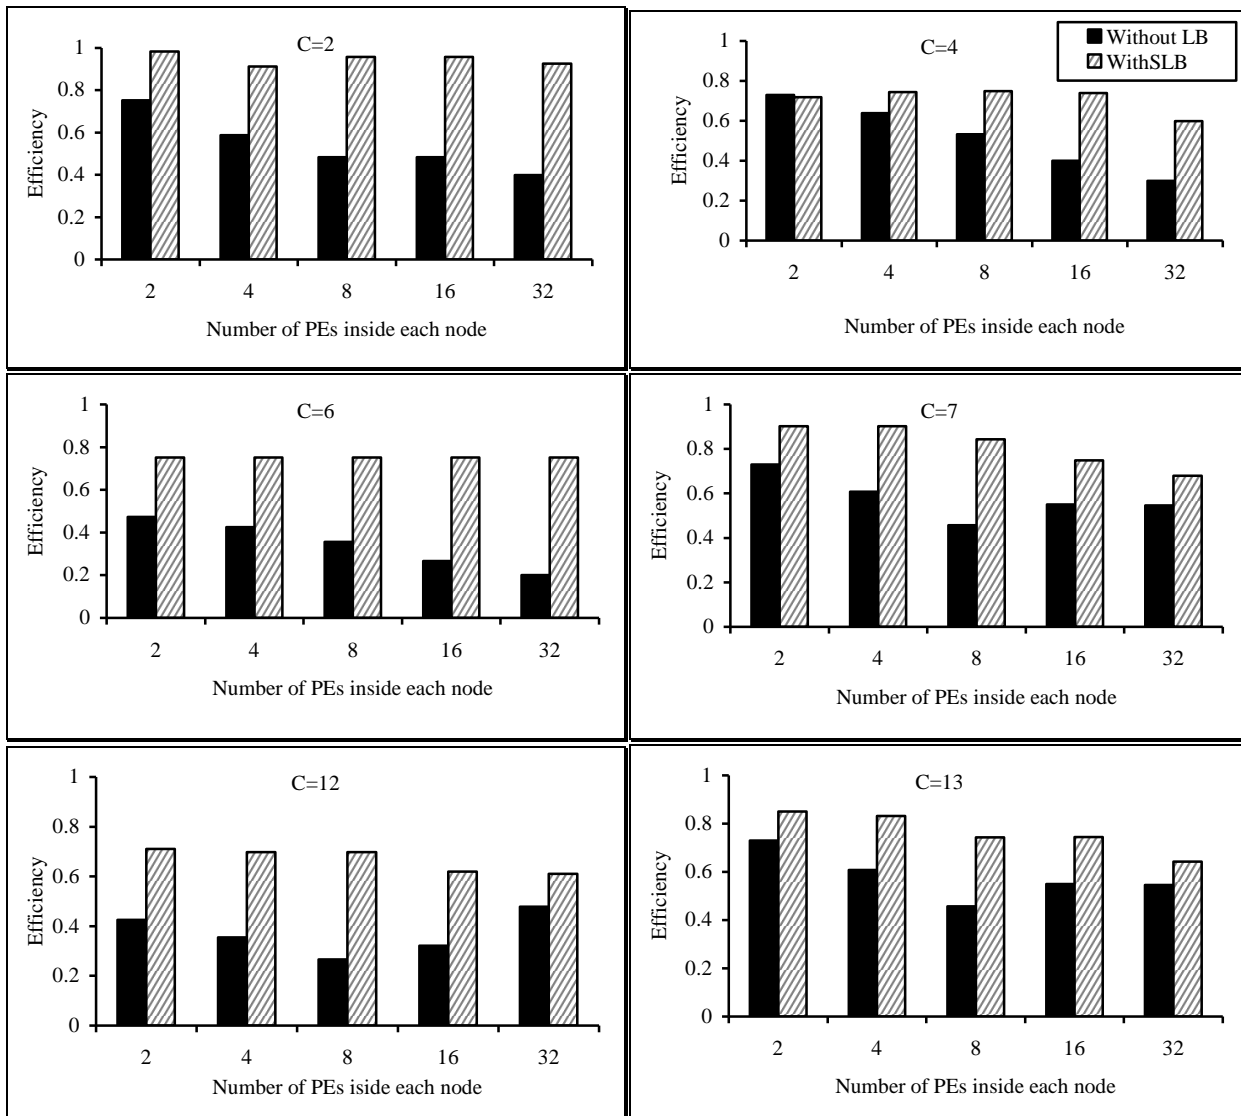 C=2
1
0.8
0.6
0.4
0.2
0
Efficiency
2 4 8 16 32
Number of PEs inside each node
C=4
Without LB
WithSLB
1
0.8
0.6
0.4
0.2
0
Efficiency
2 4 8 16 32
Number of PEs inside each node
C=6
1
0.8
0.6
0.4
0.2
0
Efficiency
2 4 8 16 32
Number of PEs inside each node
C=7
1
0.8
0.6
0.4
0.2
0
Efficiency
2 4 8 16 32
Number of PEs inside each node
C=12
1
0.8
0.6
0.4
0.2
0
Efficiency
2 4 8 16 32
Number of PEs iside each node
C=13
1
0.8
0.6
0.4
0.2
0
Efficiency
2 4 8 16 32
Number of PEs inside each node